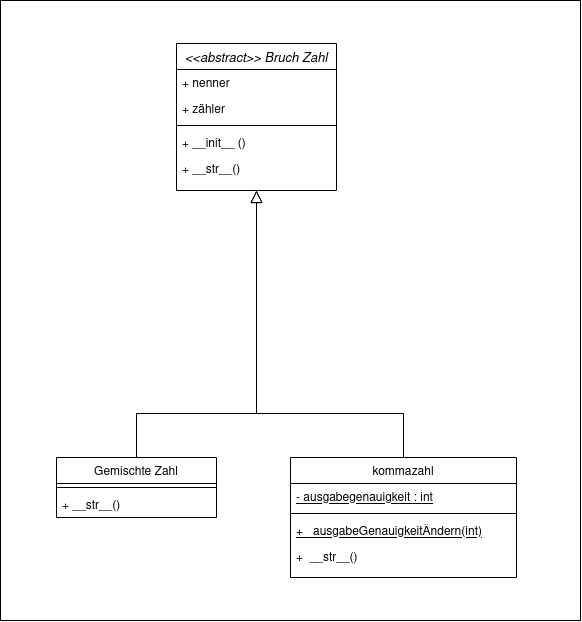 <<abstract>> Bruch Zahl
+ nenner
+ zähler
+ __init__ ()
+ __str__()
Gemischte Zahl
+ __str__()
kommazahl
- ausgabegenauigkeit : int
+ ausgabeGenauigkeitÄndern(int)
+ __str__()